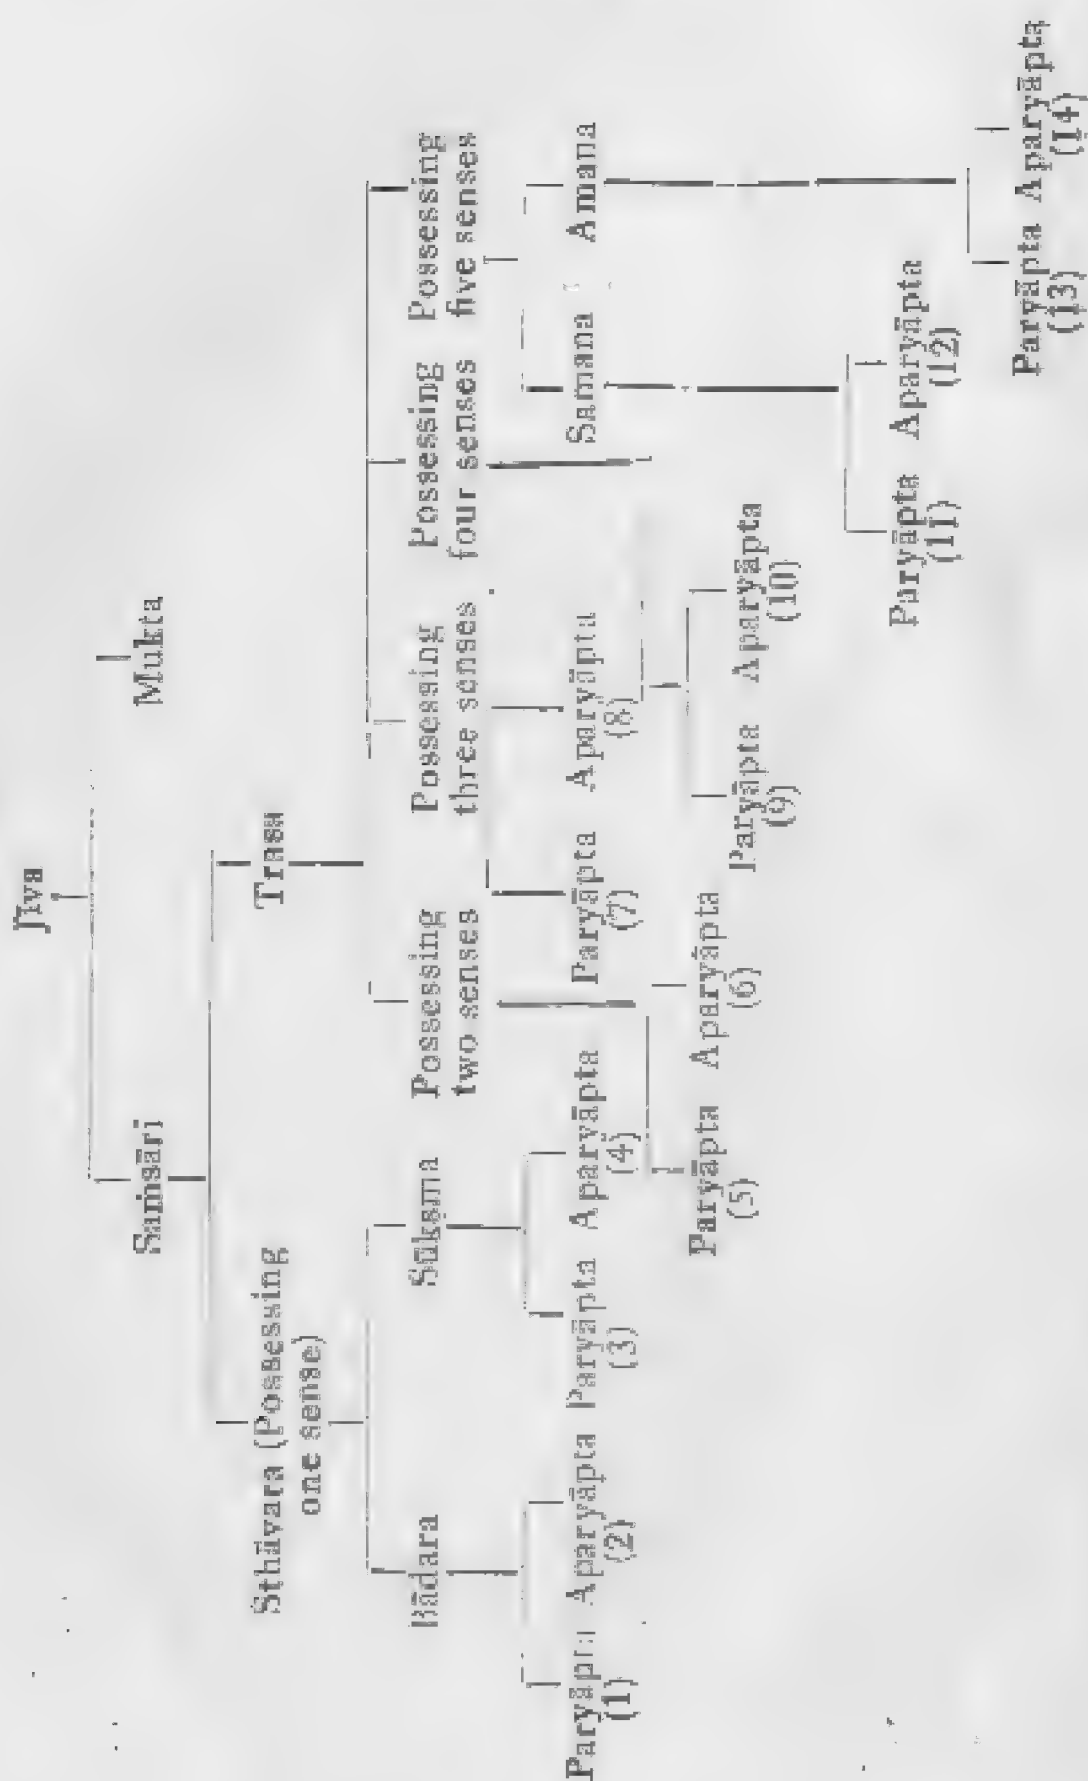 Jīva
Saṁsārī Mukta
Sthāvara (Possessing
one sense)
Trasa
Bādara Sūkṣma
Possessing
two senses
Possessing
three senses
Possessing
four senses
Possessing
five senses
Paryāpta
(1)
Aparyāpta
(2)
Paryāpta
(3)
Aparyāpta
(4)
Paryāpta
(7)
Aparyāpta
(8)
Samana Amana
Paryāpta
(5)
Aparyāpta
(6)
Paryāpta
(9)
Aparyāpta
(10)
Paryāpta
(11)
Aparyāpta
(12)
Paryāpta
(13)
Aparyāpta
(14)